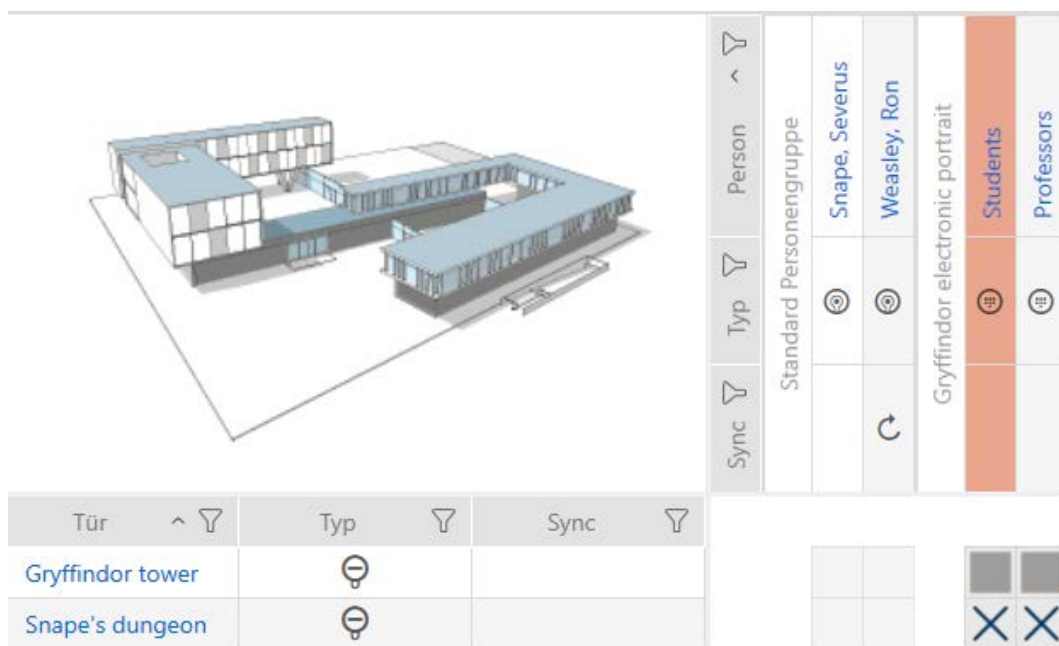 Person
Typ
Sync
Standard Personengruppe
Snape, Severus
Weasley, Ron
Gryffindor electronic portrait
Students
Professors
Tür
Typ
Sync
Gryffindor tower
Snape's dungeon